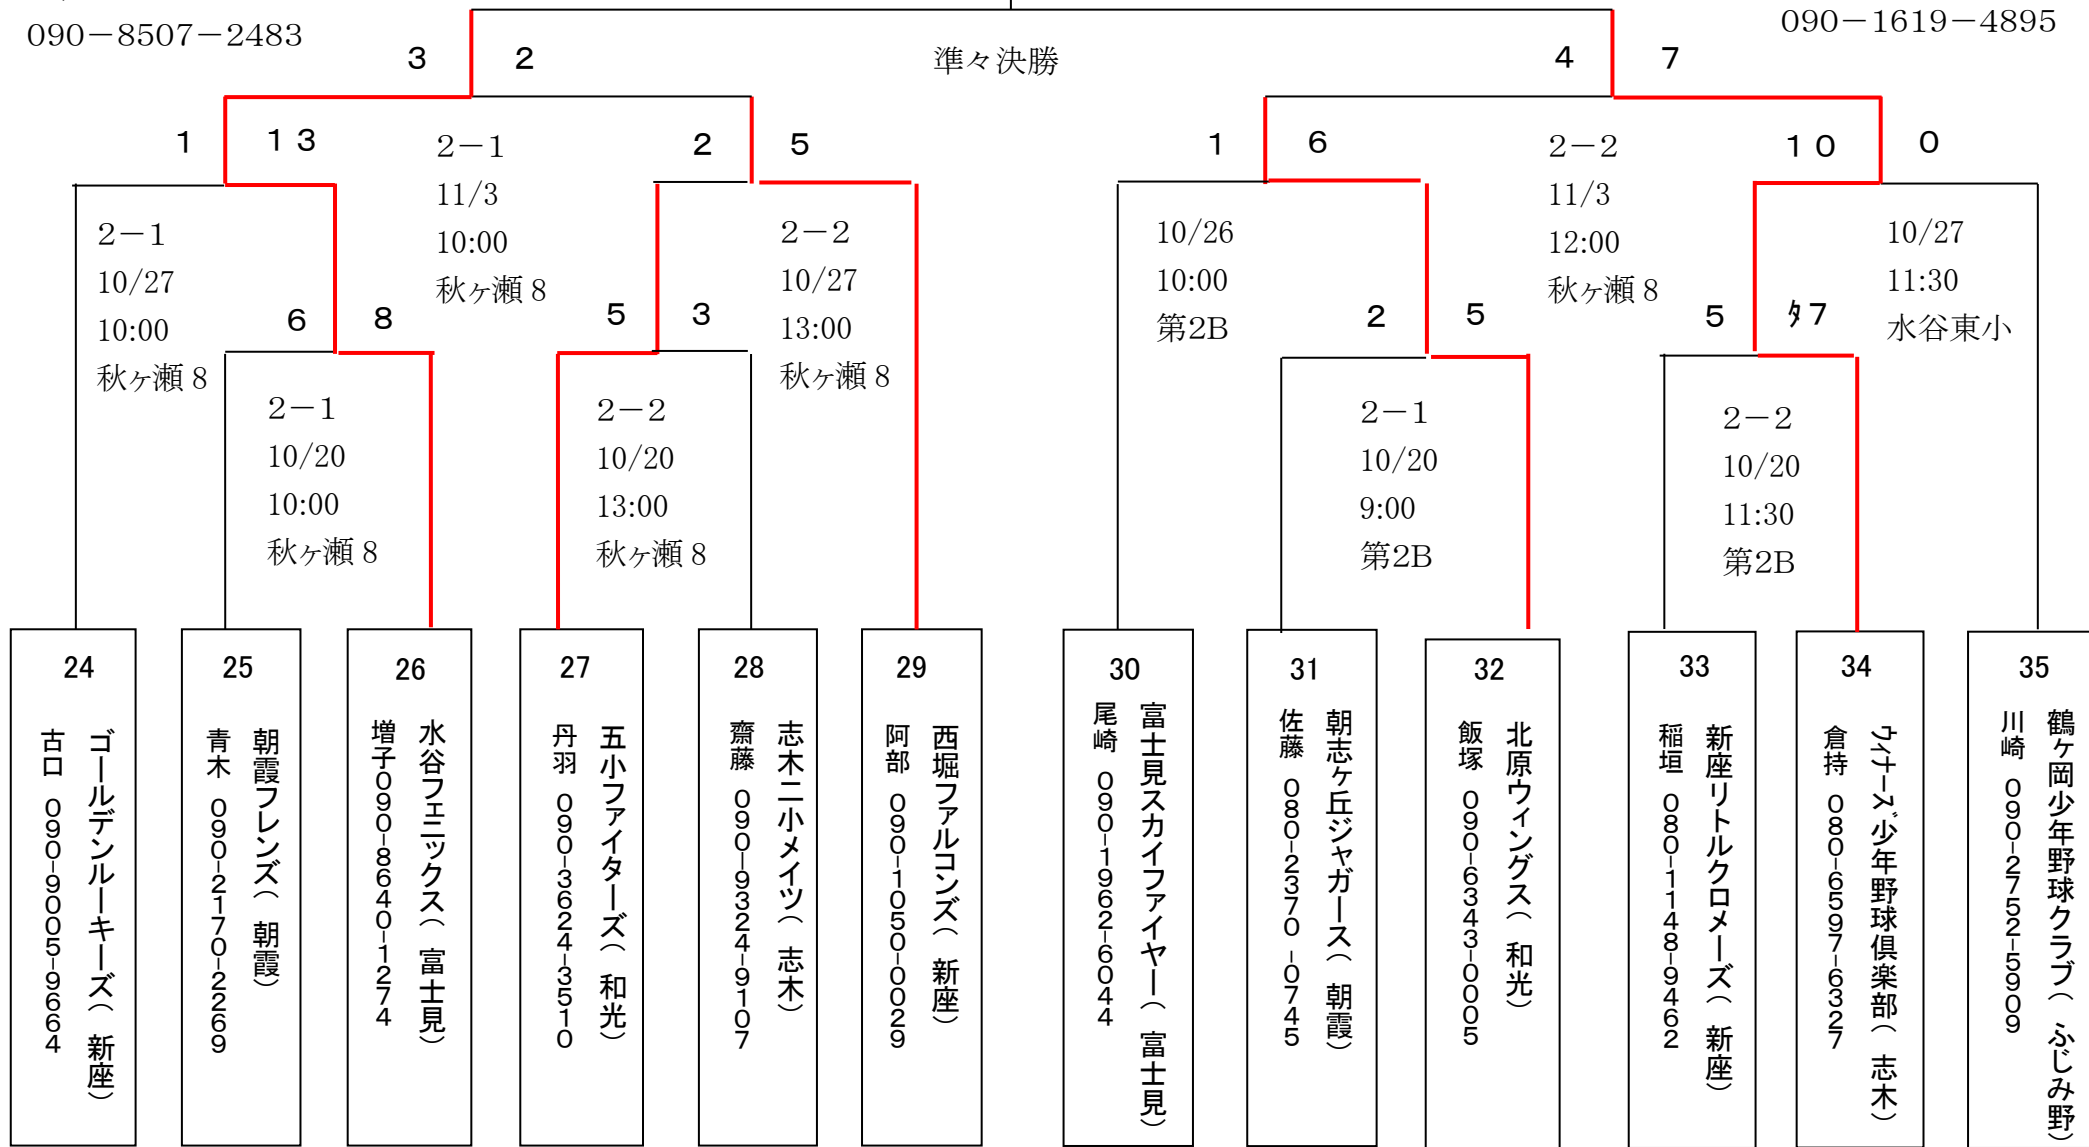 090－8507－2483
090－1619－4895
3 2
準々決勝
4 7
1 13
2 5
1 6
10 0
2－1
11/3
10:00
秋ヶ瀬８
2－2
11/3
12:00
秋ヶ瀬８
2－1
10/27
10:00
秋ヶ瀬８
2－2
10/27
13:00
秋ヶ瀬８
10/26
10:00
第2B
10/27
11:30
水谷東小
6 8
5 3
2 5
5 ﾀ7
2－1
10/20
10:00
秋ヶ瀬８
2－2
10/20
13:00
秋ヶ瀬８
2－1
10/20
9:00
第2B
2－2
10/20
11:30
第2B
24
ゴールデンルーキーズ（新座）
古口 090-9005-9664
25
朝霞フレンズ（朝霞）
青木 090-2170-2269
26
水谷フェニックス（富士見）
増子090-8640-1274
27
五小ファイターズ（和光）
丹羽 090-3624-3510
28
志木二小メイツ（志木）
齋藤 090-9324-9107
29
西堀ファルコンズ（新座）
阿部 090-1050-0029
30
富士見スカイファイヤー（富士見）
尾崎 090-1962-6044
31
朝志ヶ丘ジャガース（朝霞）
佐藤 080-2370-0745
32
北原ウィングス（和光）
飯塚 090-6343-0005
33
新座リトルクロメーズ（新座）
稲垣 080-1148-9462
34
ウィナーズ少年野球倶楽部（志木）
倉持 080-6597-6327
35
鶴ヶ岡少年野球クラブ（ふじみ野）
川崎 090-2752-5909